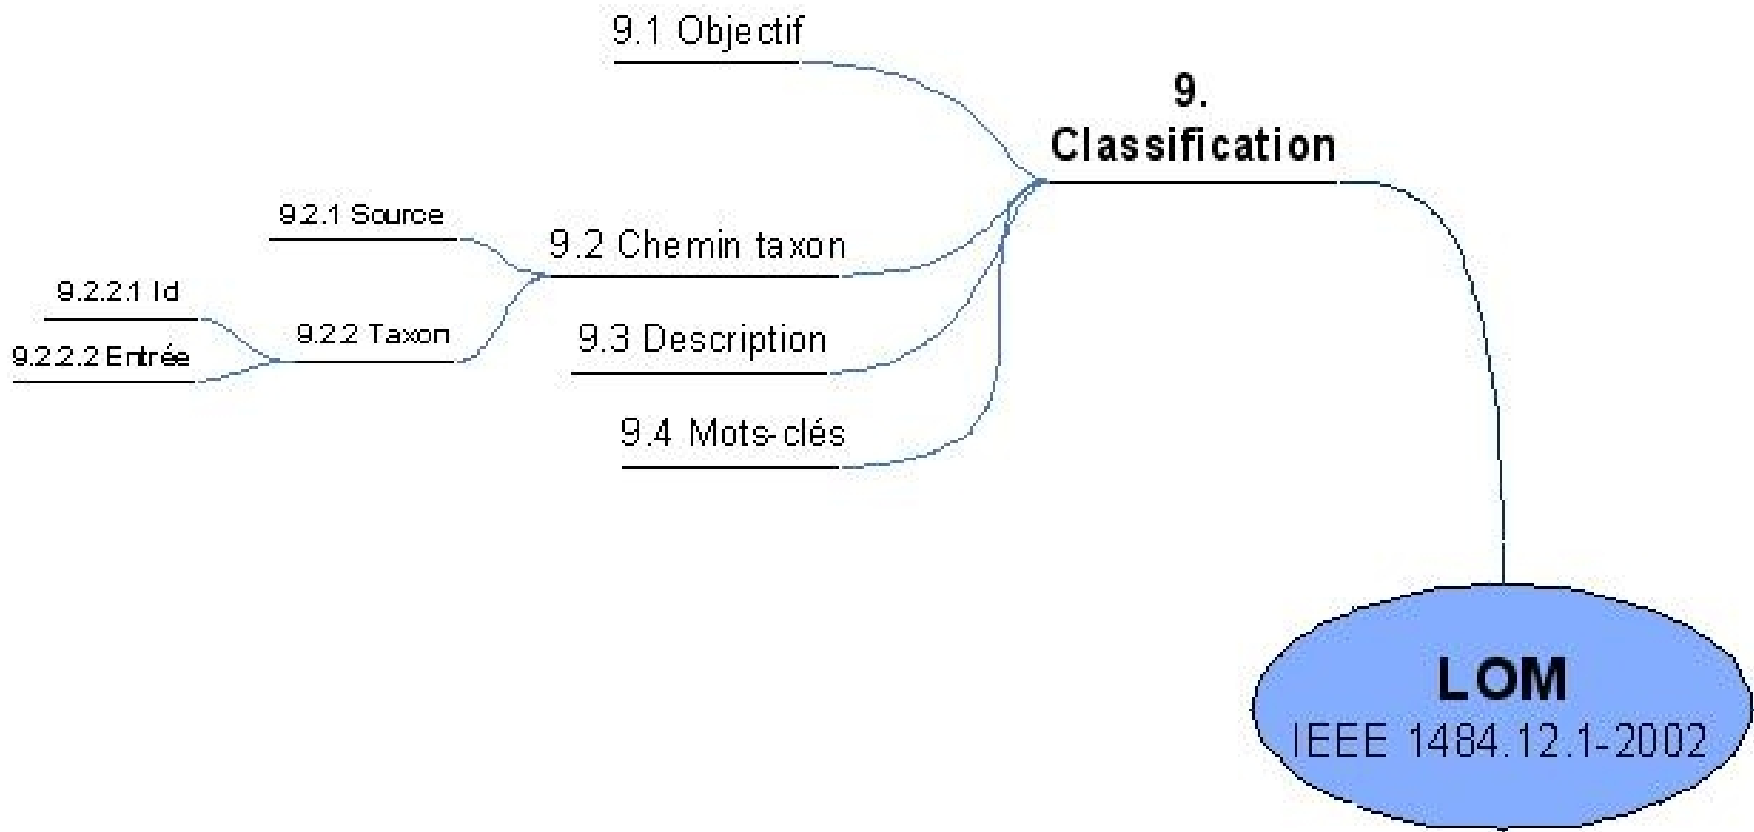 9.1 Objectif
9.
Classification
9.2.1 Source
9.2 Chemin taxon
9.2.2.1 Id
9.2.2 Taxon
9.2.2.2 Entrée
9.3 Description
9.4 Mots-clés
LOM
IEEE 1484.12.1-2002